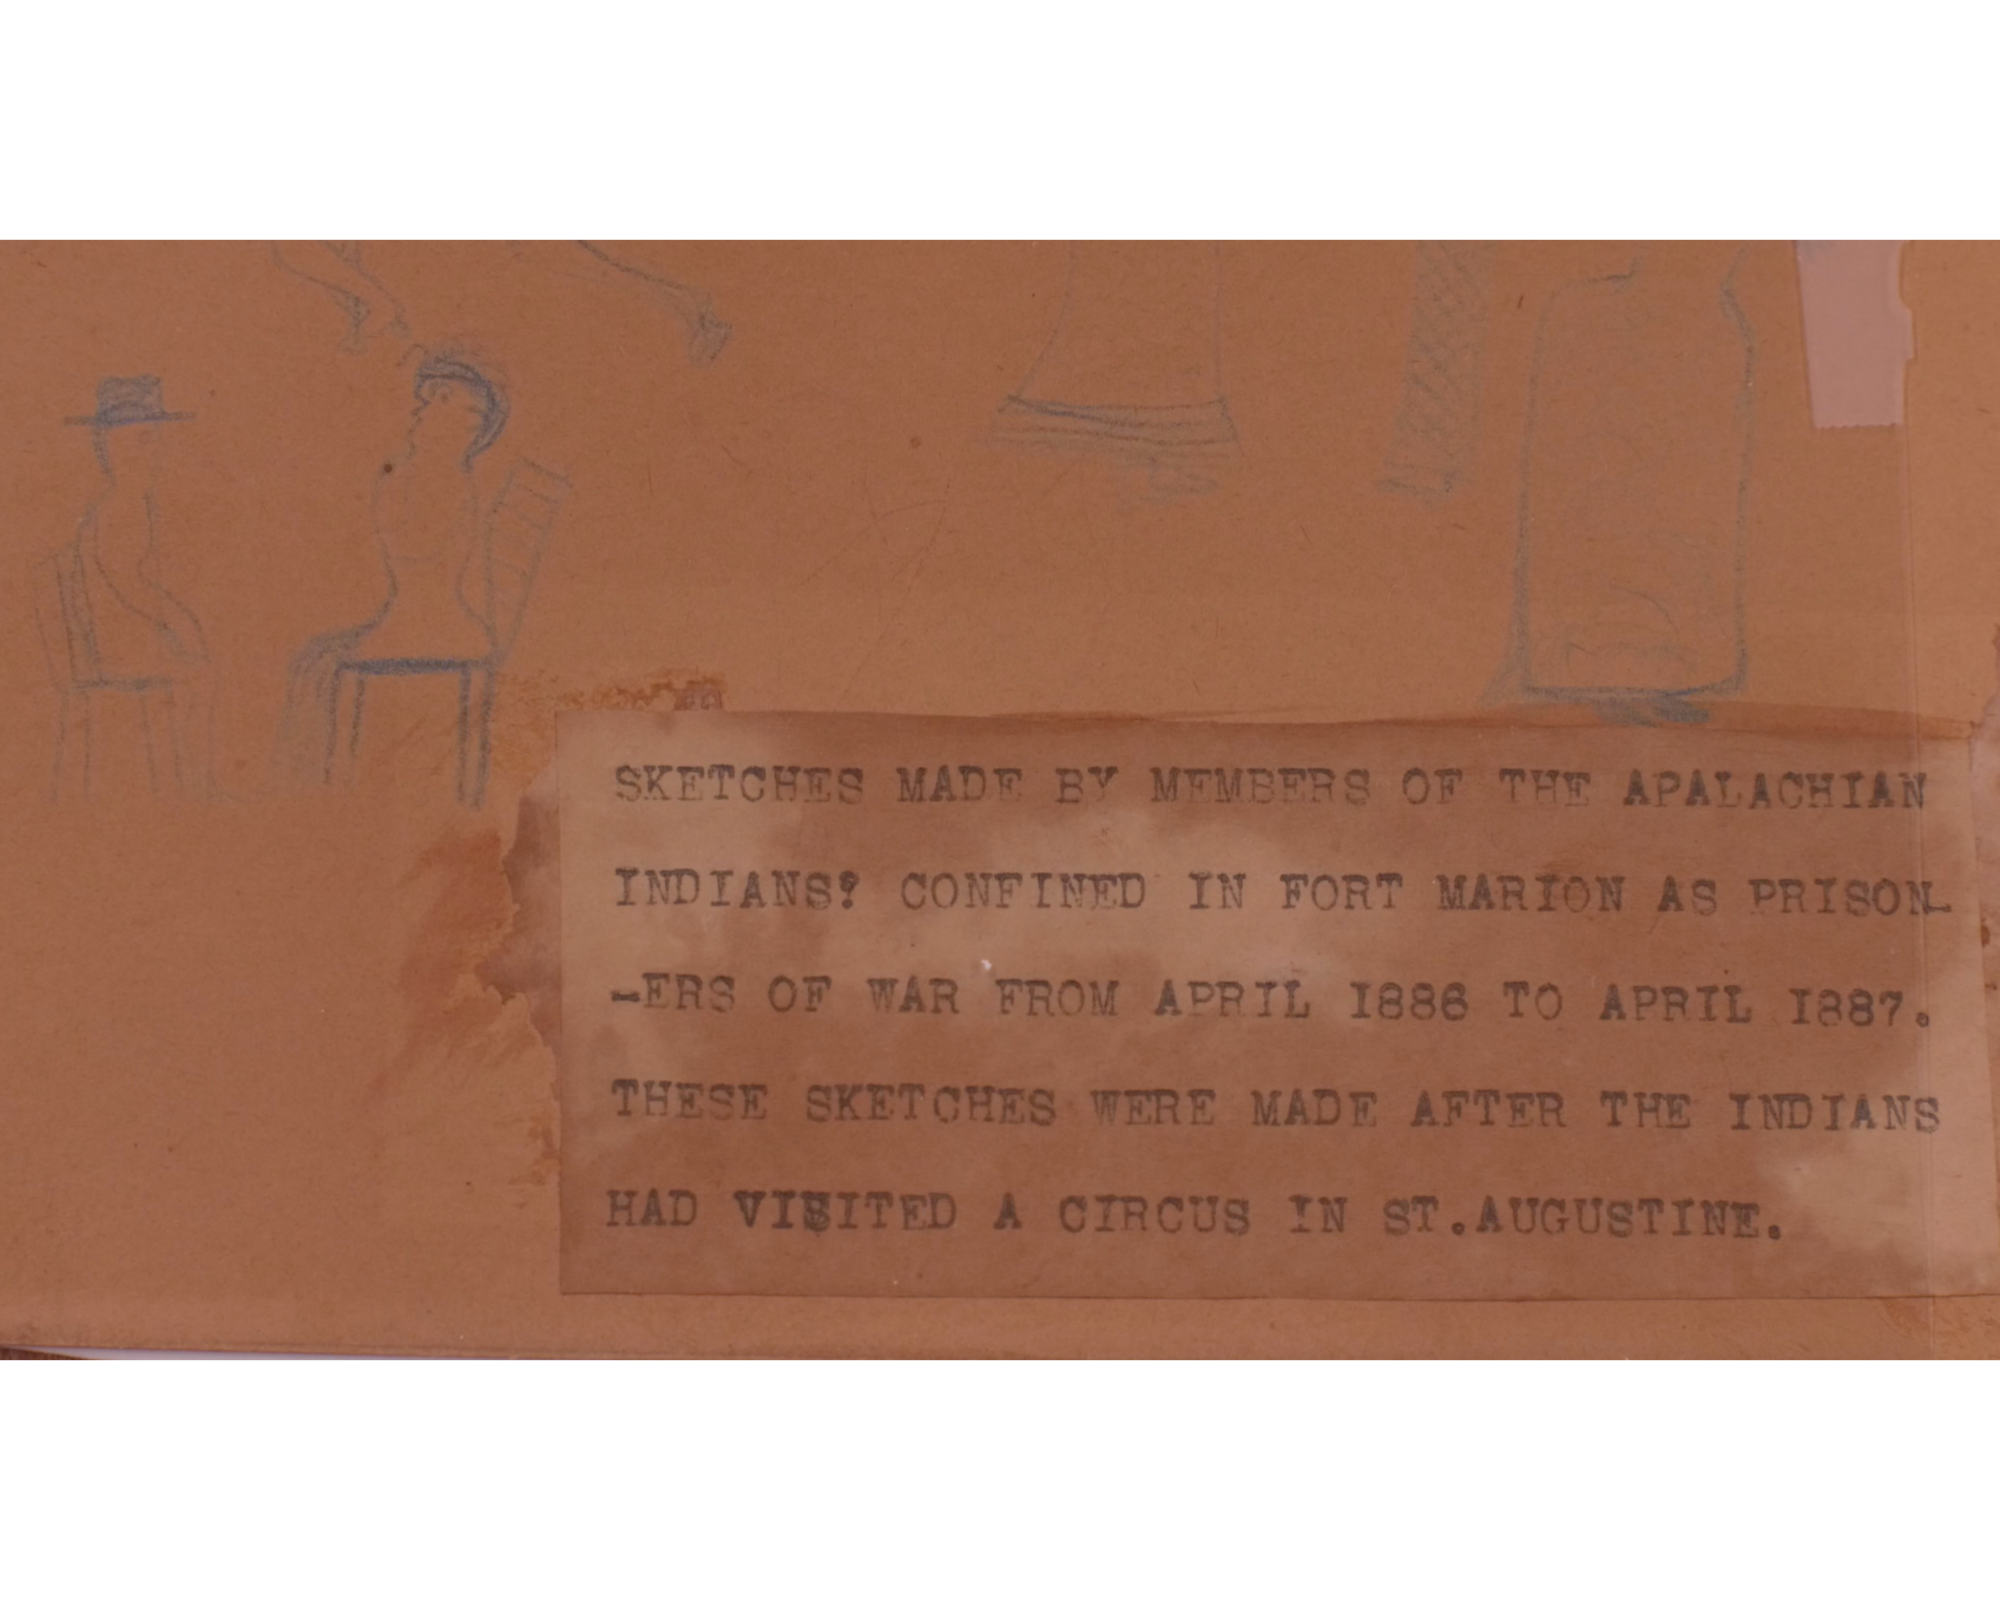 SKETCHES MADE BY MEMBERS OF THE APALACHIAN
INDIANS? CONFINED IN FORT MARION AS PRISON-
-ERS OF WAR FROM APRIL 1886 TO APRIL 1887.
THESE SKETCHES WERE MADE AFTER THE INDIANS
HAD VISITED A CIRCUS IN ST.AUGUSTINE.